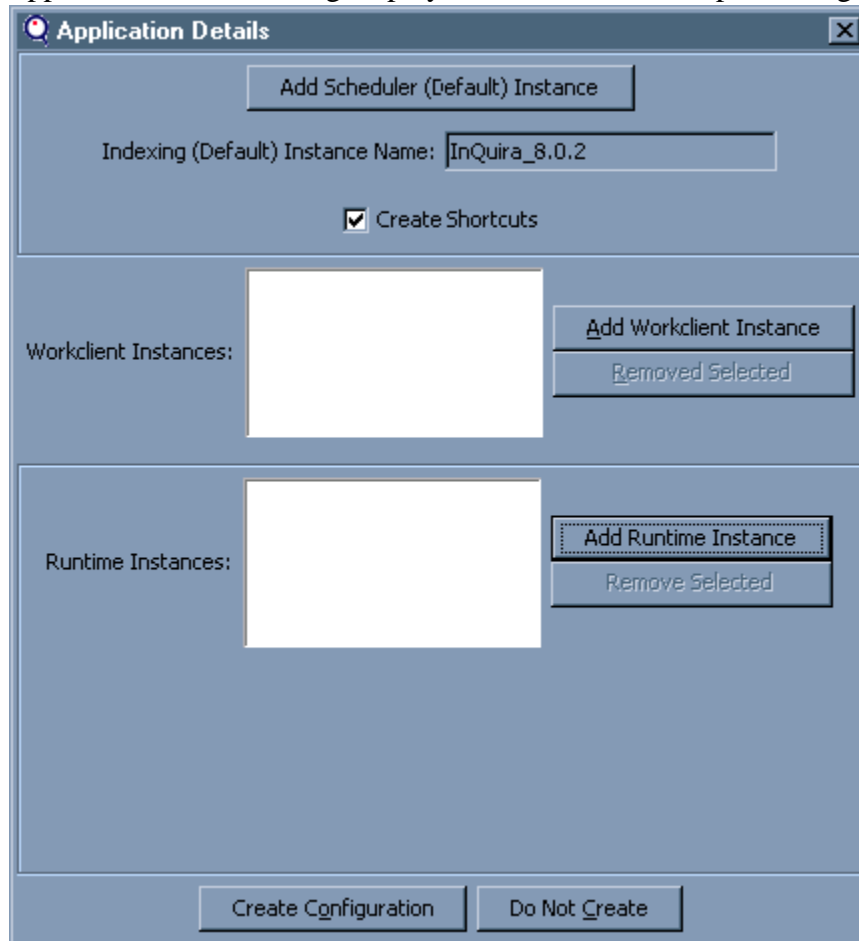 Application Details
Add Scheduler (Default) Instance
Indexing (Default) Instance Name: InQuira_8.0.2
Create Shortcuts
Workclient Instances:
Add Workclient Instance
Removed Selected
Runtime Instances:
Add Runtime Instance
Remove Selected
Create Configuration
Do Not Create